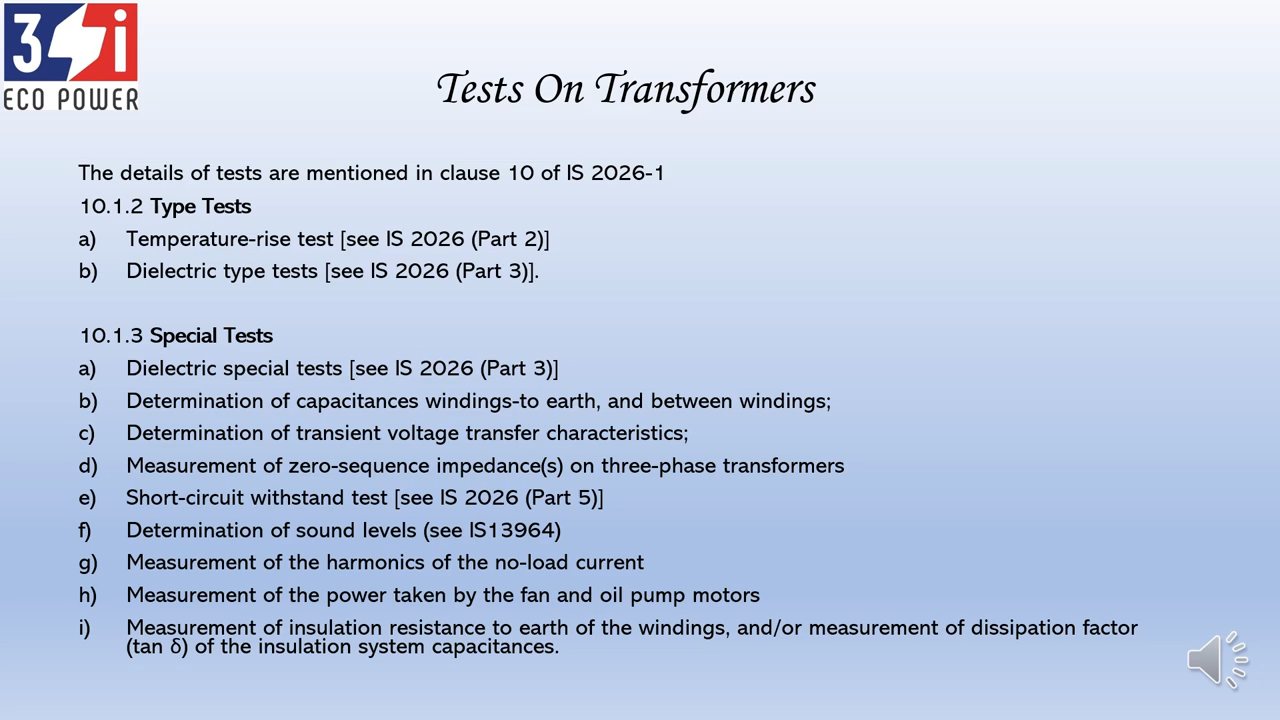 3 i
ECO POWER
Tests On Transformers
The details of tests are mentioned in clause 10 of IS 2026-1
10.1.2 Type Tests
a) Temperature-rise test [see IS 2026 (Part 2)]
b) Dielectric type tests [see IS 2026 (Part 3)].
10.1.3 Special Tests
a) Dielectric special tests [see IS 2026 (Part 3)]
b) Determination of capacitances windings-to earth, and between windings;
c) Determination of transient voltage transfer characteristics;
d) Measurement of zero-sequence impedance(s) on three-phase transformers
e) Short-circuit withstand test [see IS 2026 (Part 5)]
f) Determination of sound levels (see IS13964)
g) Measurement of the harmonics of the no-load current
h) Measurement of the power taken by the fan and oil pump motors
i) Measurement of insulation resistance to earth of the windings, and/or measurement of dissipation factor
(tan δ) of the insulation system capacitances.